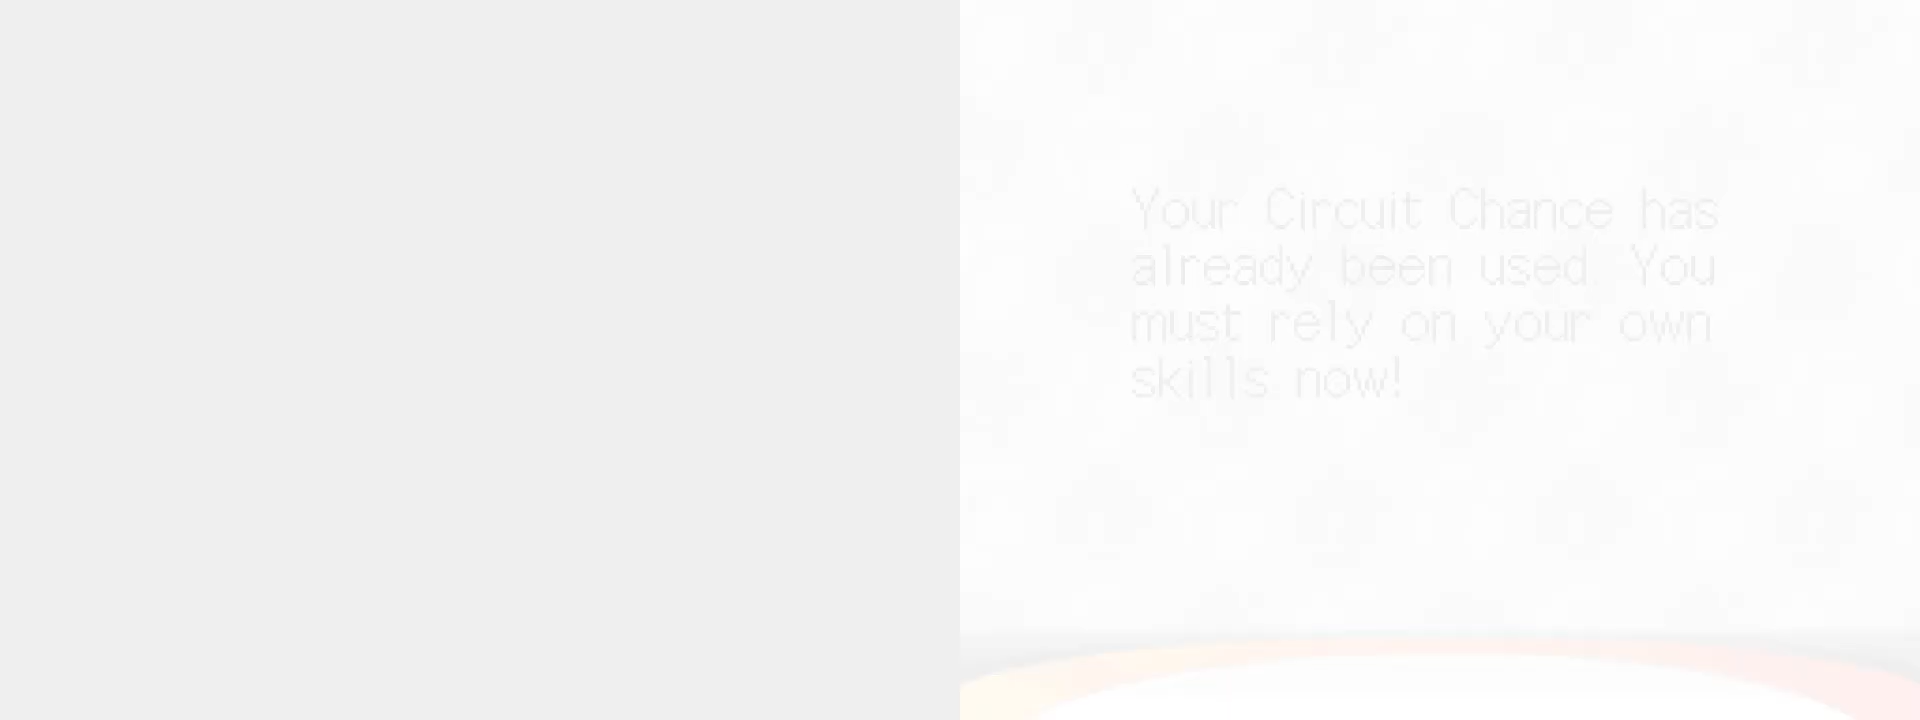 Your Circuit Chance has
already been used. You
must rely on your own
skills now!